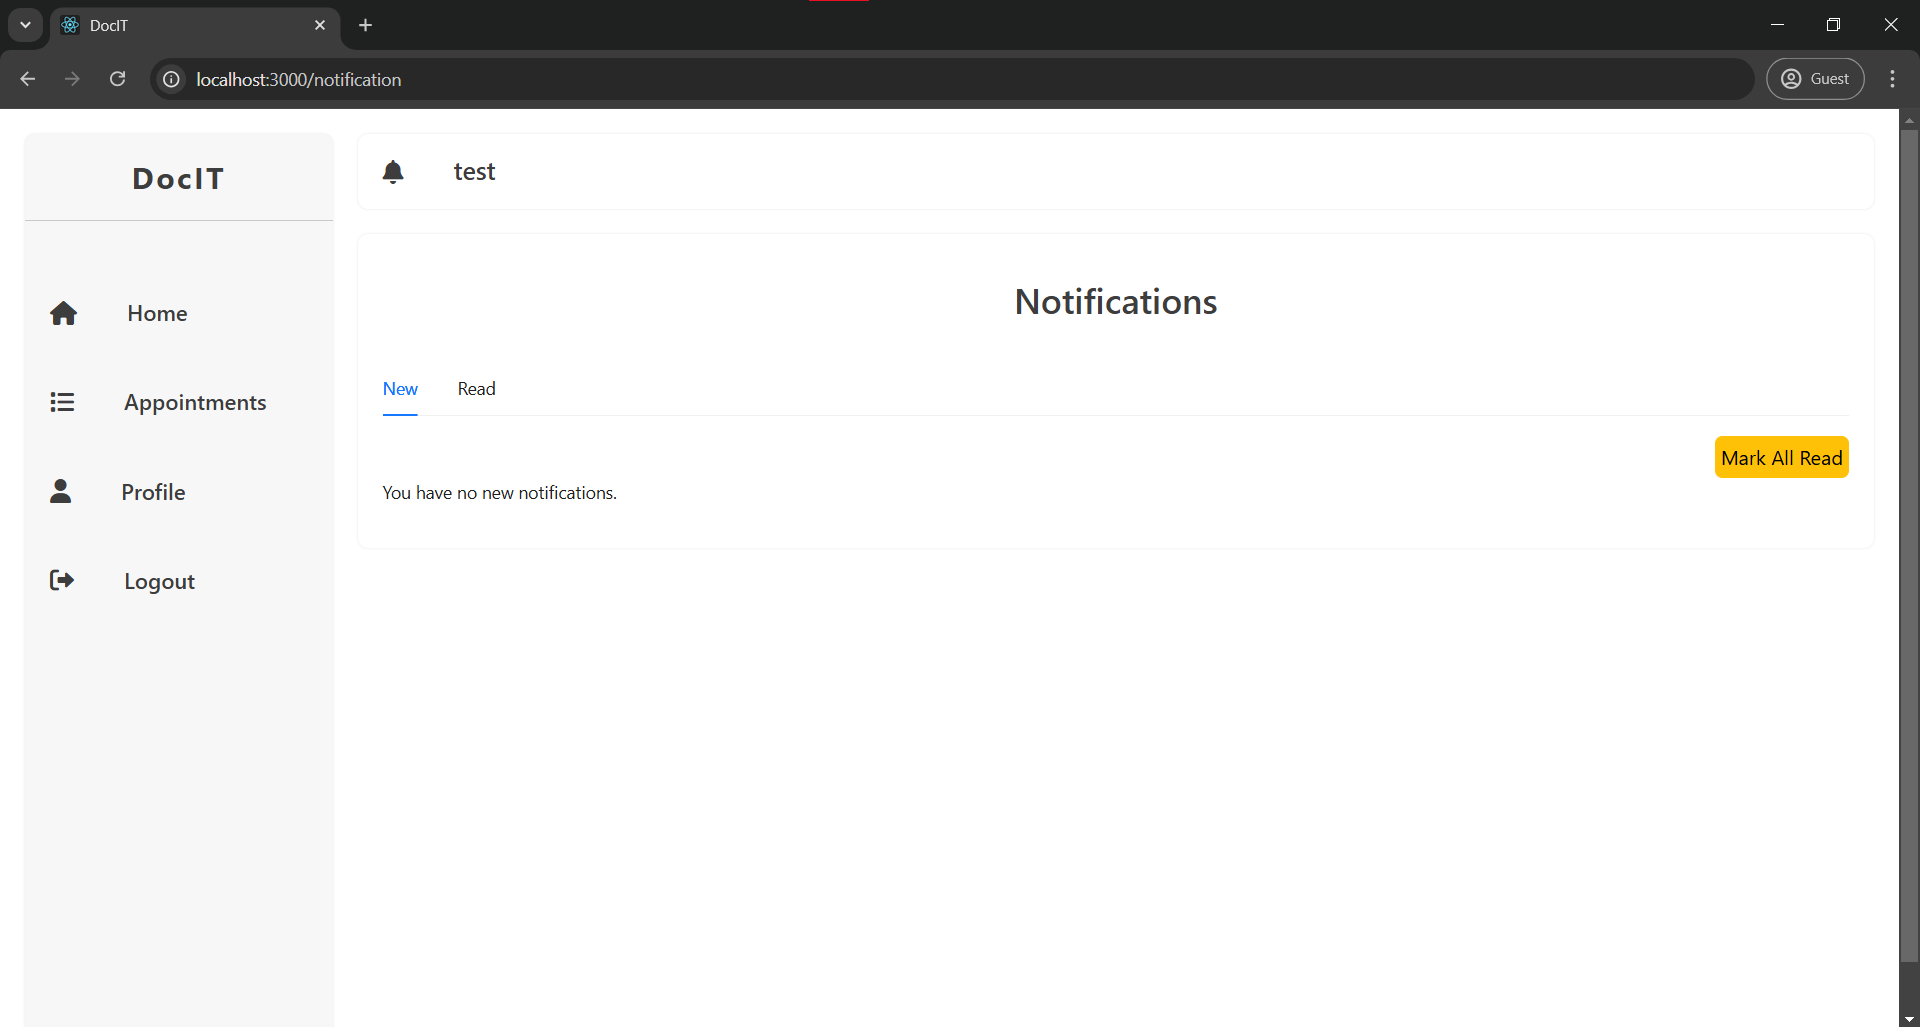 DocIT
localhost:3000/notification
Guest
DocIT
test
Home
Appointments
Profile
Logout
Notifications
New
Read
Mark All Read
You have no new notifications.